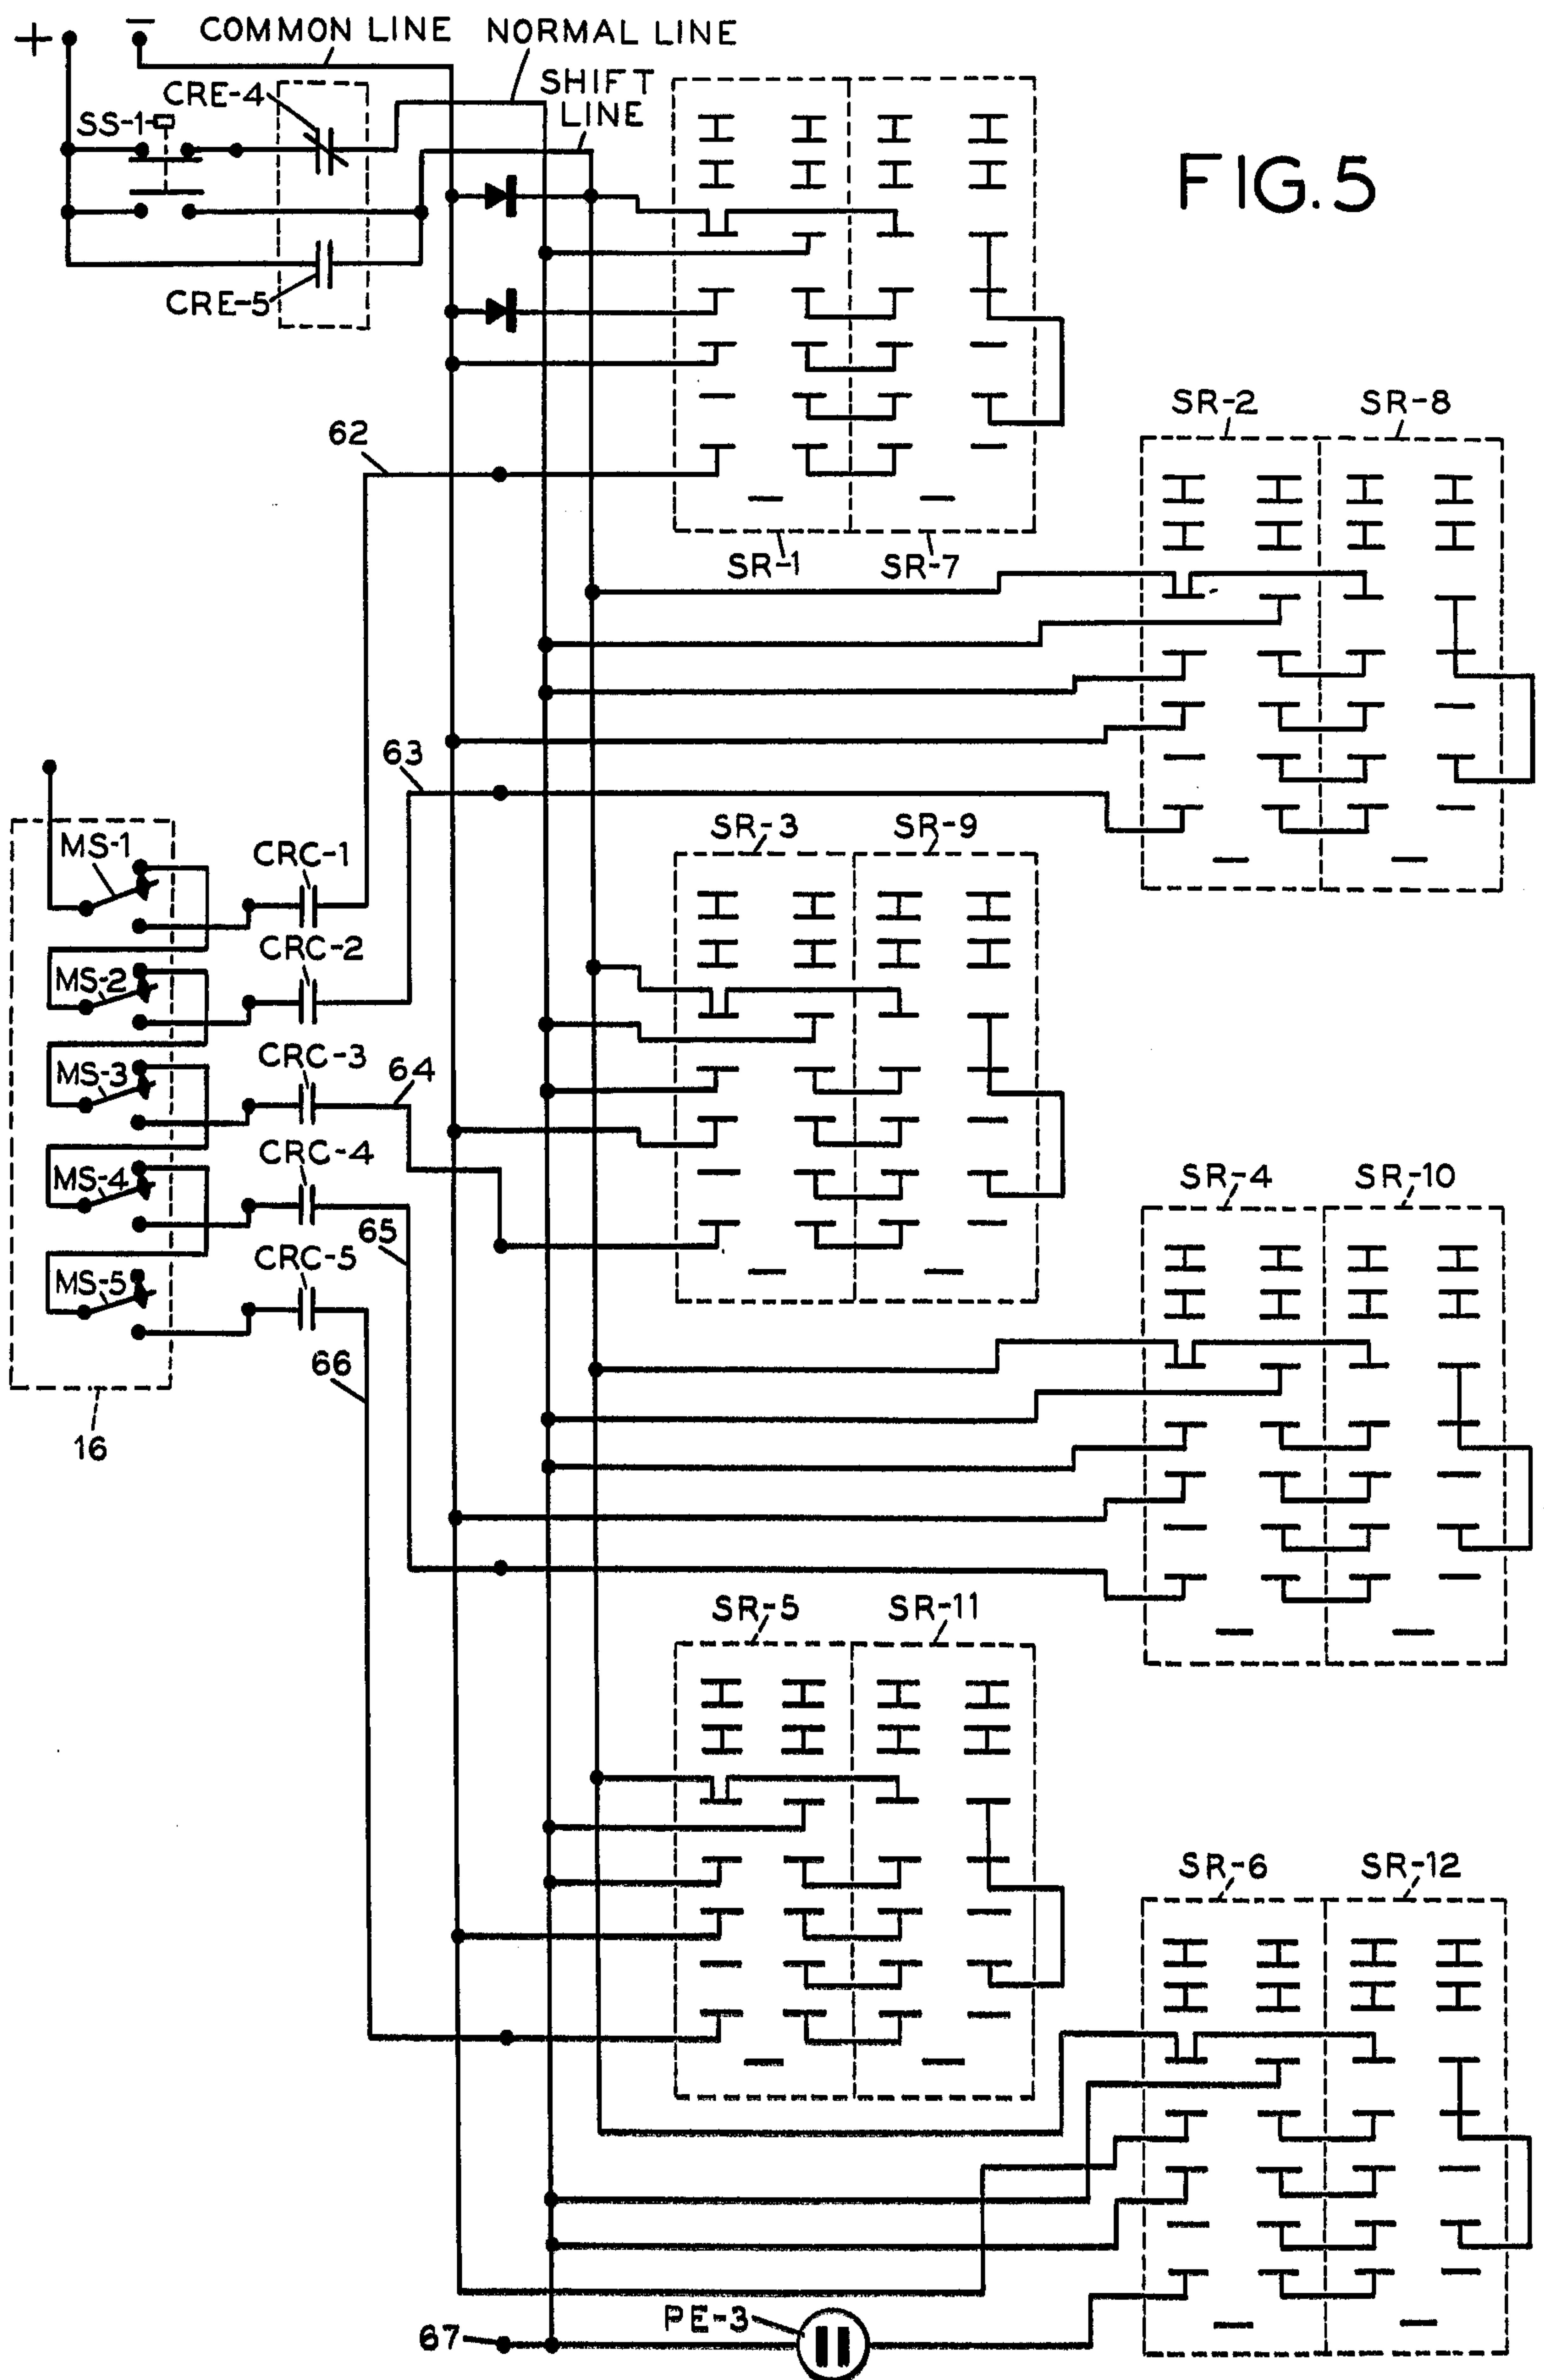 + −
COMMON LINE
NORMAL LINE
SHIFT
LINE
CRE-4
SS-1
CRE-5
FIG.5
62
SR-1
SR-7
SR-2
SR-8
63
MS-1
CRC-1
SR-3
SR-9
CRC-2
MS-2
CRC-3
64
MS-3
CRC-4
MS-4
SR-4
SR-10
65
CRC-5
MS-5
66
16
SR-5
SR-11
SR-6
SR-12
PE-3
67